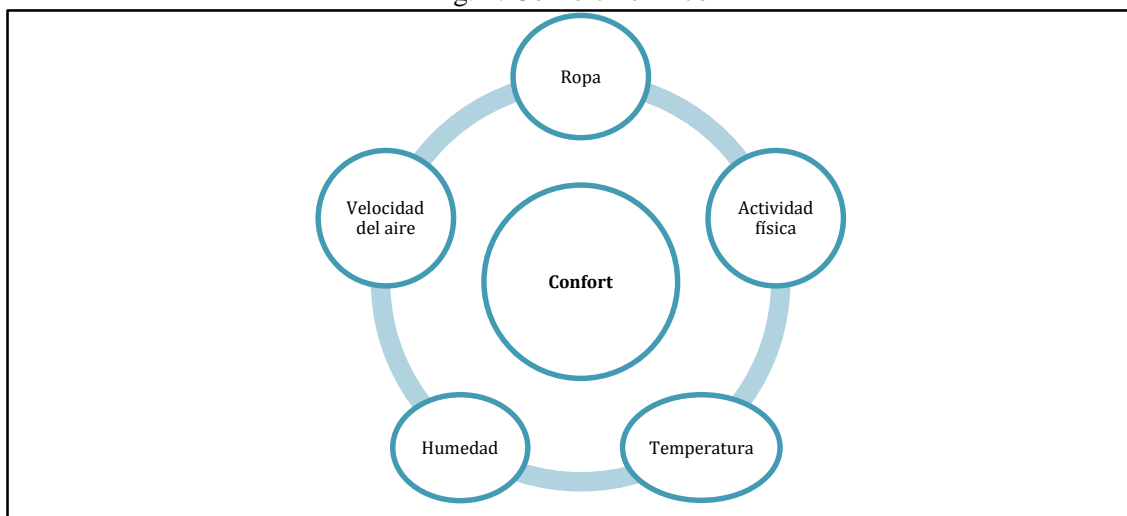 Ropa
Velocidad
del aire
Actividad
física
Confort
Humedad
Temperatura